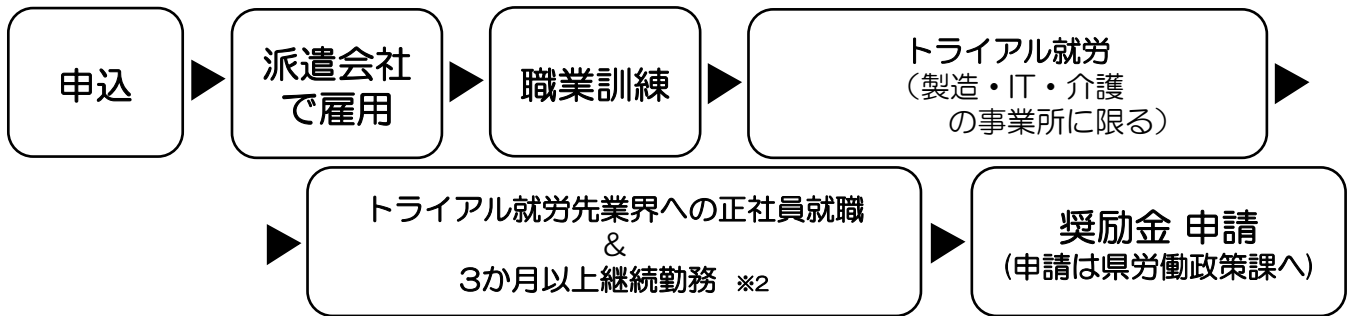 申込
派遣会社
で雇用
職業訓練
トライアル就労
（製造・IT・介護
の事業所に限る）
トライアル就労先業界への正社員就職
&
3か月以上継続勤務 ※2
奨励金 申請
(申請は県労働政策課へ)